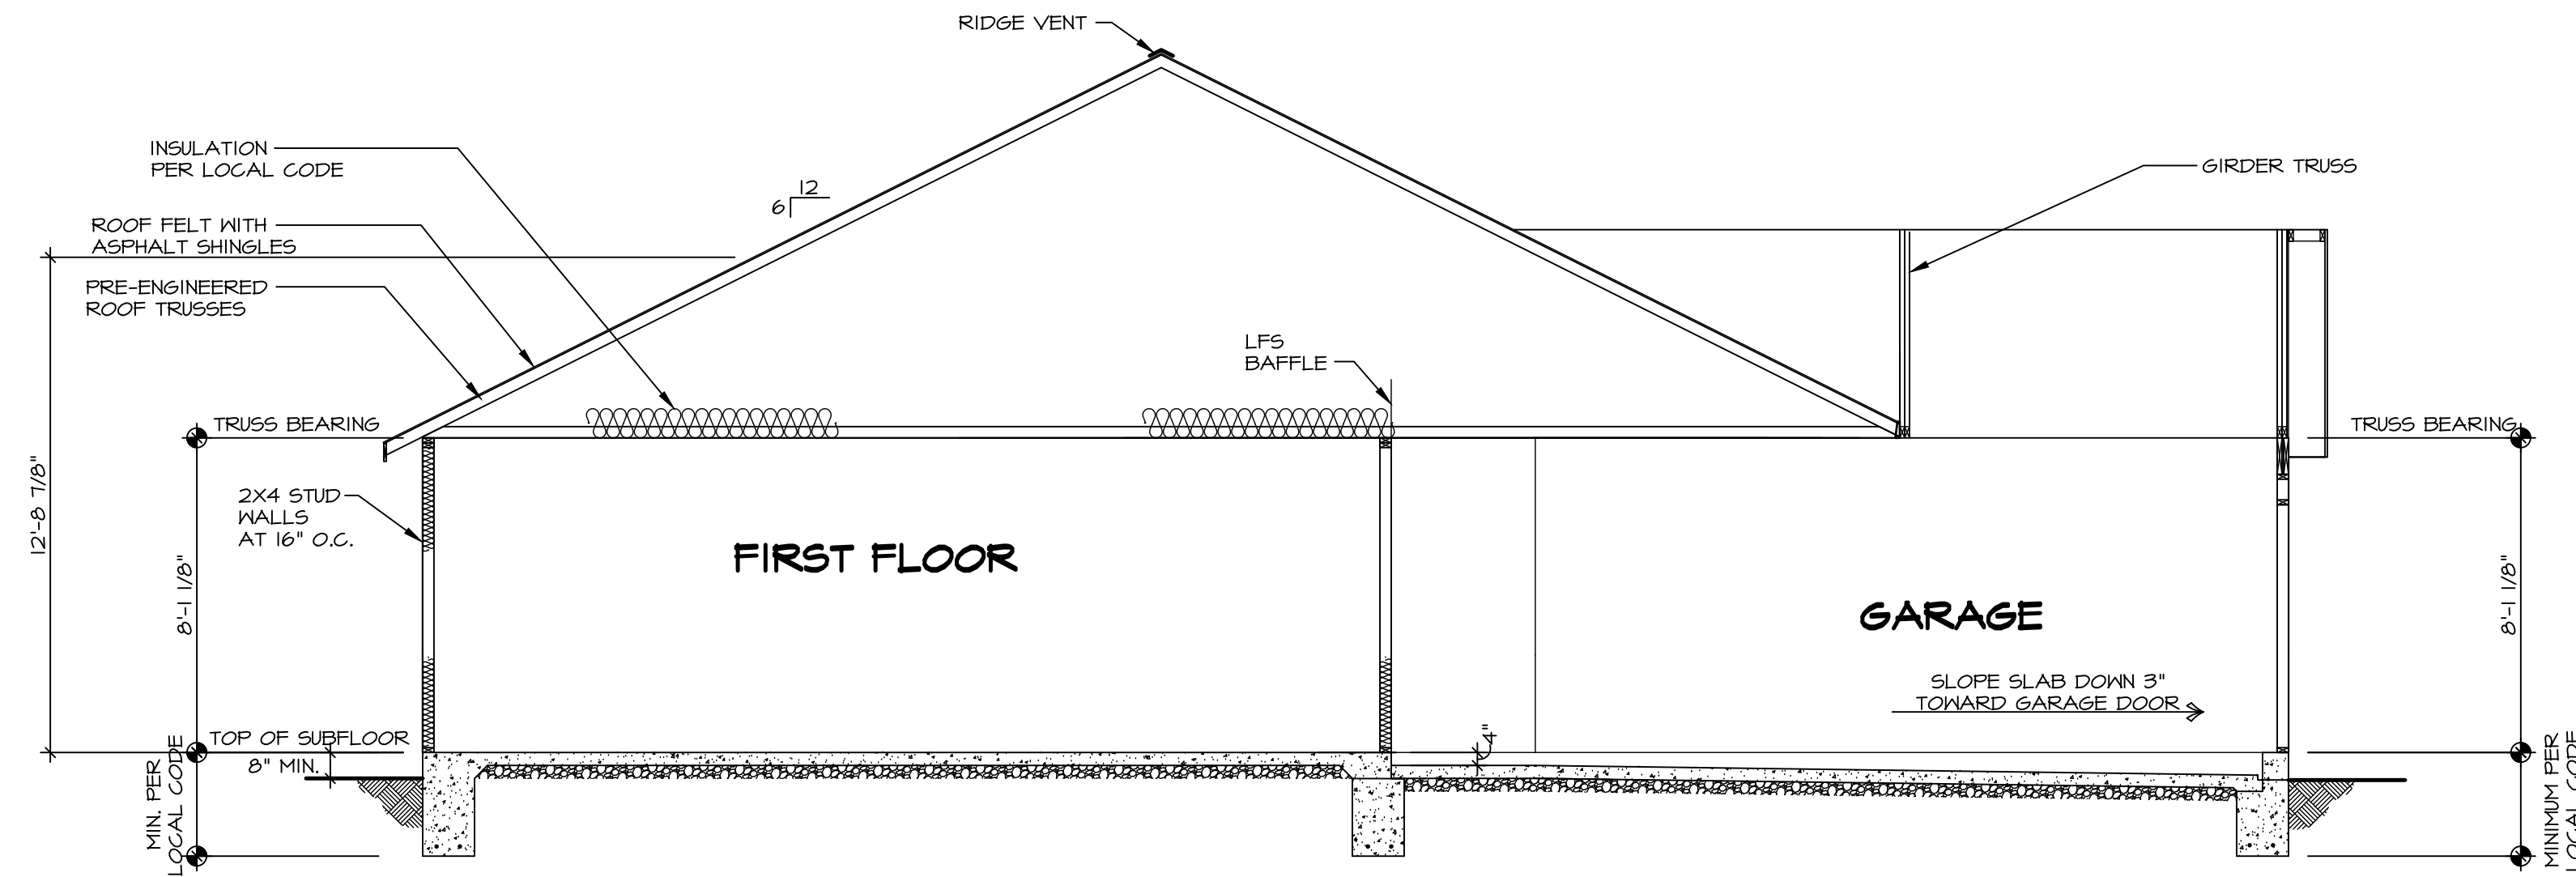 RIDGE VENT
INSULATION
PER LOCAL CODE
12
6
GIRDER TRUSS
ROOF FELT WITH
ASPHALT SHINGLES
PRE-ENGINEERED
ROOF TRUSSES
LFS
BAFFLE
TRUSS BEARING
TRUSS BEARING
12'-8 7/8"
2X4 STUD
WALLS
AT 16" O.C.
FIRST FLOOR
8'-1 1/8"
8'-1 1/8"
GARAGE
SLOPE SLAB DOWN 3"
TOWARD GARAGE DOOR
4"
TOP OF SUBFLOOR
8" MIN.
MIN. PER
LOCAL CODE
MINIMUM PER
LOCAL CODE